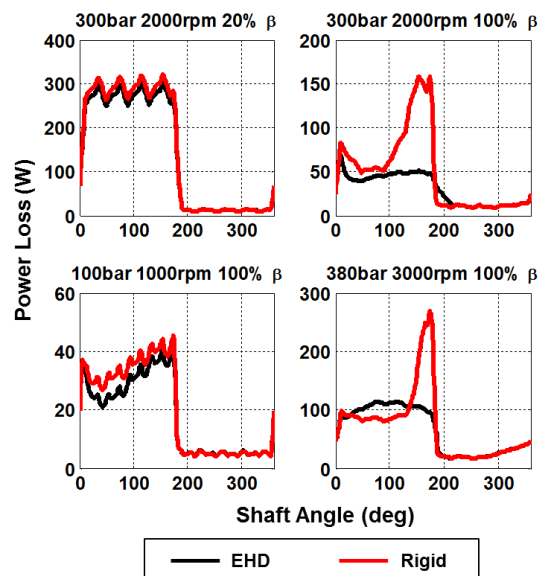 300bar 2000rpm 20% β
300bar 2000rpm 100% β
400
300
200
100
0
0 100 200 300
200
150
100
50
0
0 100 200 300
Power Loss (W)
100bar 1000rpm 100% β
380bar 3000rpm 100% β
60
40
20
0
0 100 200 300
300
200
100
0
0 100 200 300
Shaft Angle (deg)
EHD Rigid